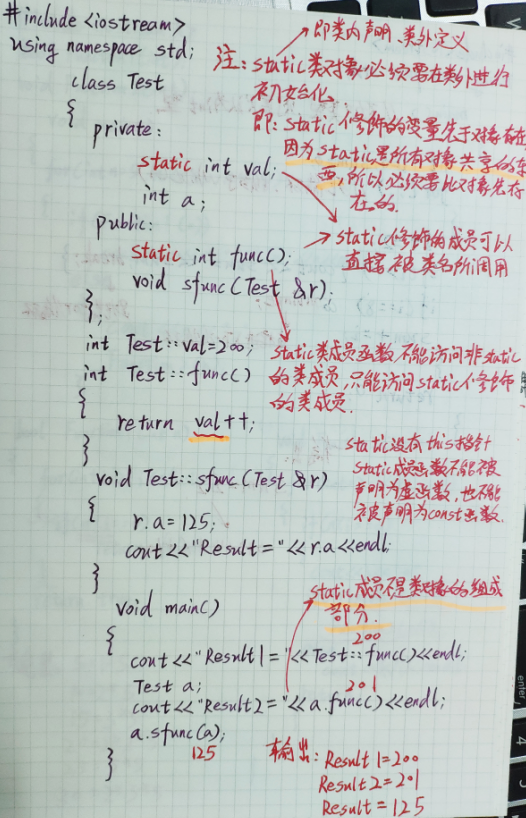 #include <iostream>
using namespace std;
即类内声明、类外定义
注: static类对象必须要在类外进行
初始化
class Test
{
即: static修饰的变量先于对象存在
private:
因为static是所有对象共享的东
西,所以必须要比对象先存
在的.
static int val;
int a;
public:
static int func();
static修饰的成员可以
直接被类名所调用
void sfunc(Test &r);
};
int Test::val=200;
static类成员函数不能访问非static
的类成员,只能访问static修饰
的类成员.
int Test::func()
{
return val++;
}
static没有this指针
static成员函数不能被
声明为虚函数,也不能
被声明为const函数.
void Test::sfunc(Test &r)
{
r.a=125;
cout<<"Result="<<r.a<<endl;
}
static成员不是类对象的组成
部分.
void main()
{
200
cout<<"Result1="<<Test::func()<<endl;
Test a;
201
cout<<"Result2="<<a.func()<<endl;
a.sfunc(a);
125
}
输出: Result1=200
Result2=201
Result=125
enter
4
1